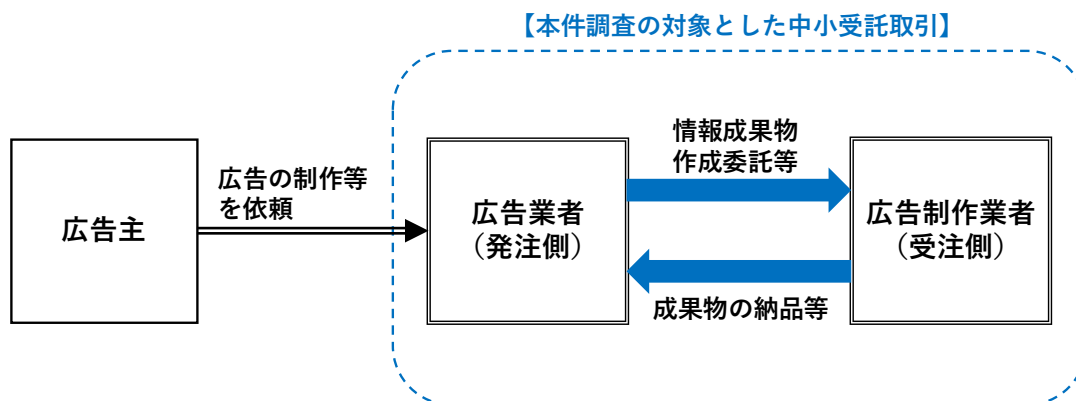 【本件調査の対象とした中小受託取引】
広告主
広告の制作等
を依頼
広告業者
（発注側）
情報成果物
作成委託等
成果物の納品等
広告制作業者
（受注側）